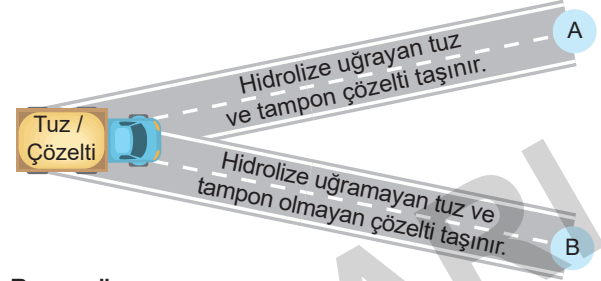 Hidrolize uğrayan tuz
ve tampon çözelti taşınır.
A
Tuz /
Çözelti
Hidrolize uğramayan tuz ve
tampon olmayan çözelti taşınır.
B